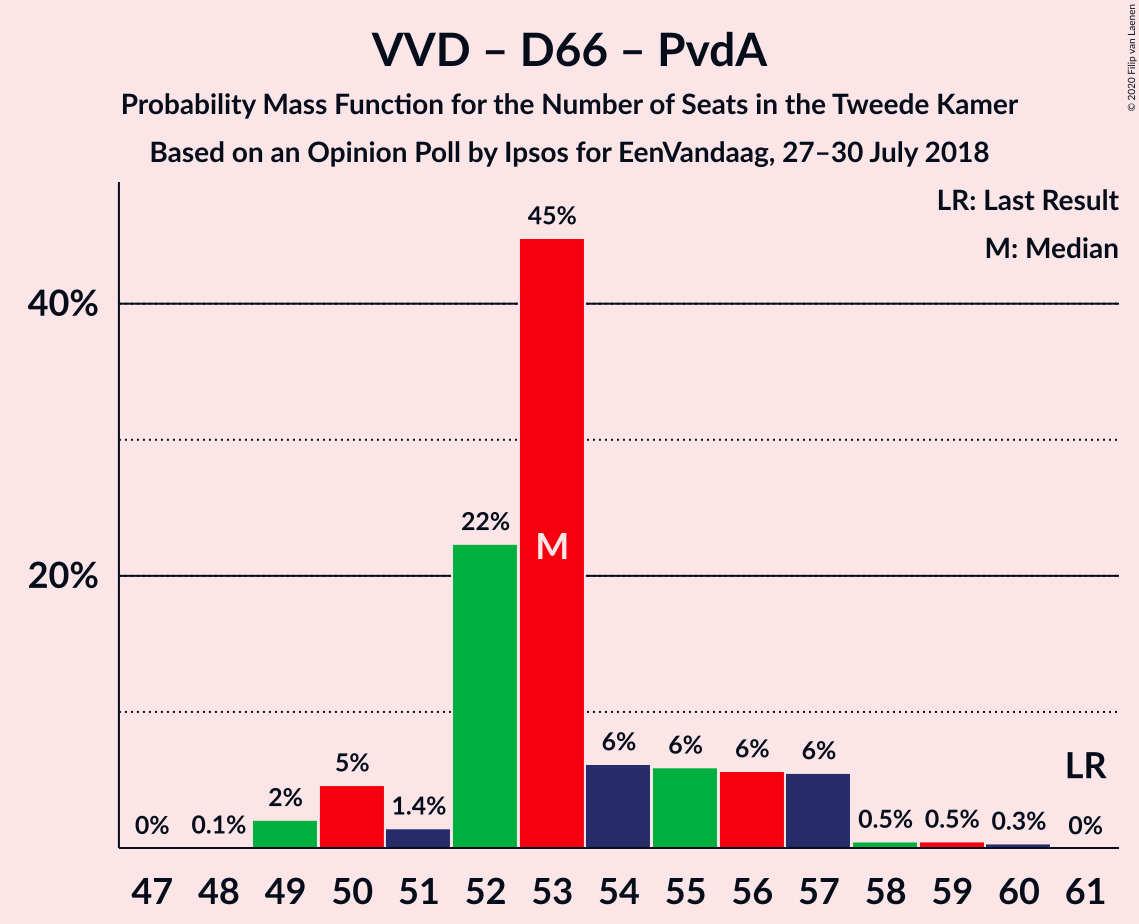 VVD – D66 – PvdA
Probability Mass Function for the Number of Seats in the Tweede Kamer
Based on an Opinion Poll by Ipsos for EenVandaag, 27–30 July 2018
© 2020 Filip van Laenen
LR: Last Result
M: Median
45%
40%
22%
M
20%
6%
6%
6%
6%
5%
LR
2%
1.4%
0%
0.1%
0.5%
0.5%
0.3%
0%
47 48 49 50 51 52 53 54 55 56 57 58 59 60 61